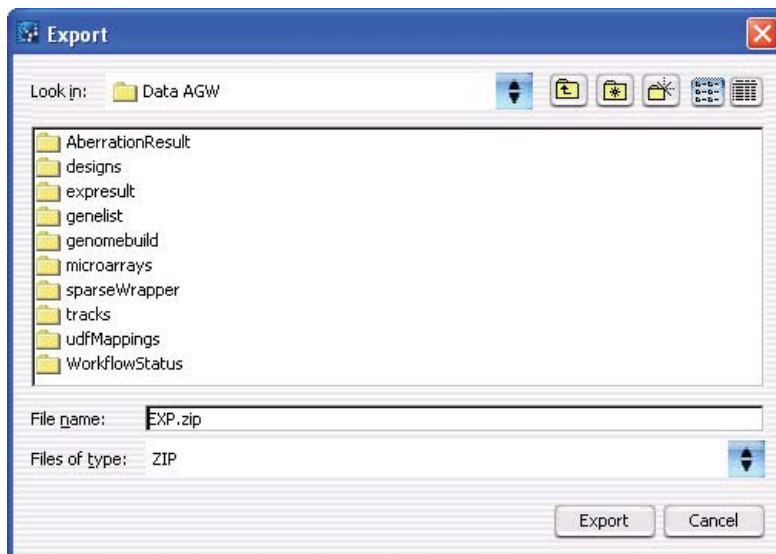 Export
Look in: Data AGW
AberrationResult
designs
expresult
genelist
genomebuild
microarrays
sparseWrapper
tracks
udfMappings
WorkflowStatus
File name: EXP.zip
Files of type: ZIP
Export Cancel